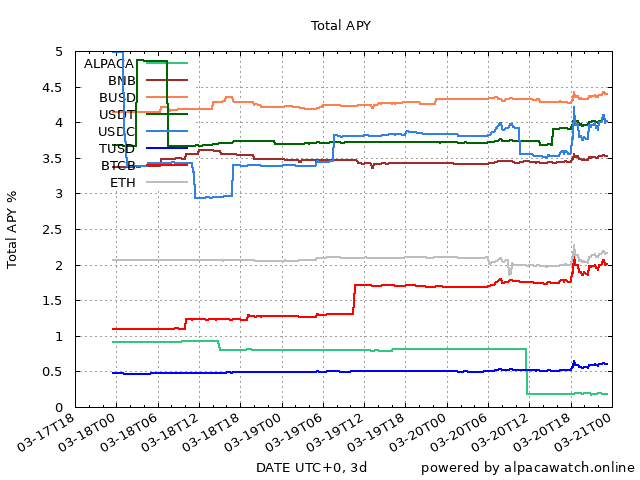 Total APY
Total APY %
5
4.5
4
3.5
3
2.5
2
1.5
1
0.5
0
ALPACA
BNB
BUSD
USDT
USDC
TUSD
BTCB
ETH
03-17T18
03-18T00
03-18T06
03-18T12
03-18T18
03-19T00
03-19T06
03-19T12
03-19T18
03-20T00
03-20T06
03-20T12
03-20T18
03-21T00
DATE UTC+0, 3d
powered by alpacawatch.online